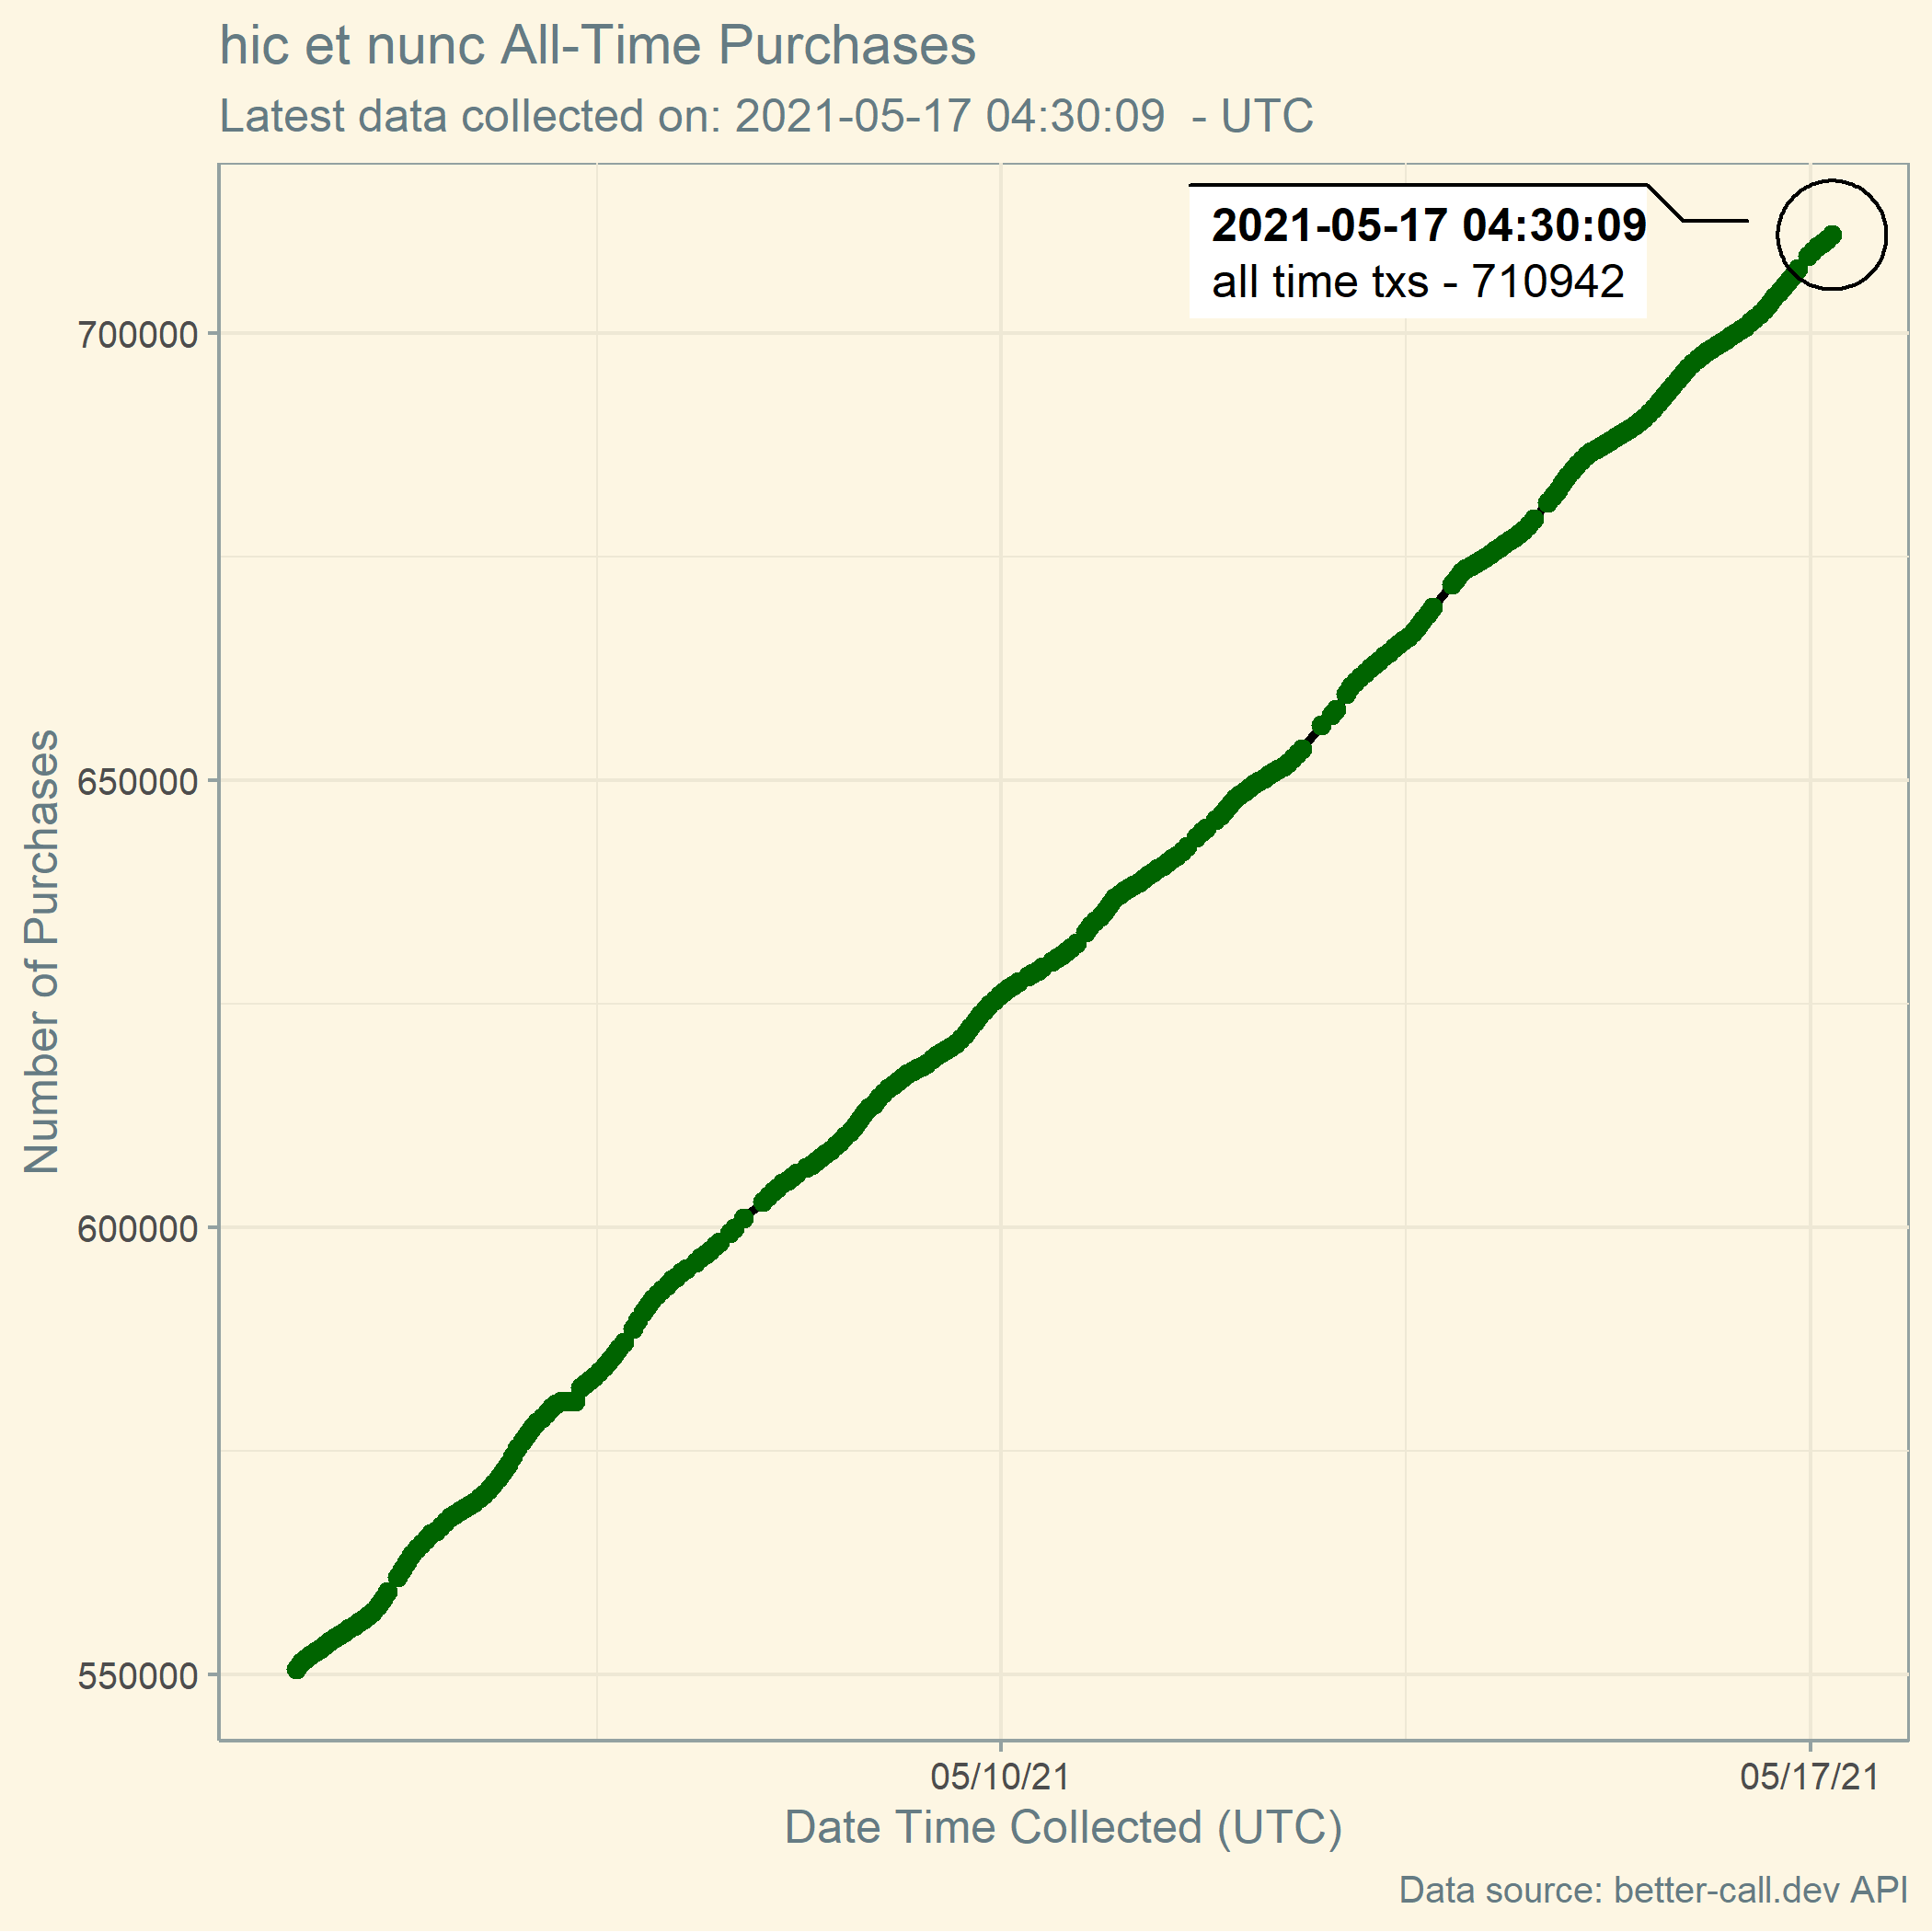 hic et nunc All-Time Purchases
Latest data collected on: 2021-05-17 04:30:09 - UTC
2021-05-17 04:30:09
all time txs - 710942
700000
650000
600000
550000
Number of Purchases
05/10/21
05/17/21
Date Time Collected (UTC)
Data source: better-call.dev API